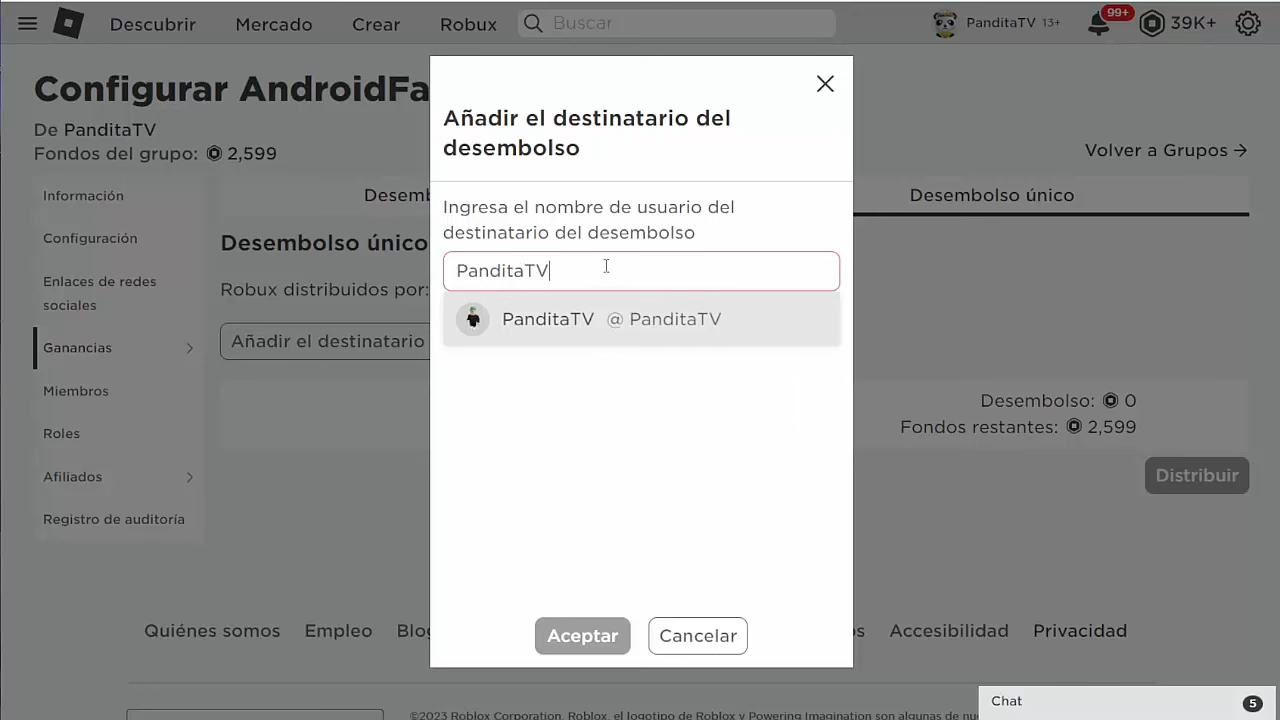 Descubrir
Mercado
Crear
Robux
Buscar
PanditaTV 13+
99+
39K+
Configurar AndroidFa
De PanditaTV
Fondos del grupo: 2,599
Volver a Grupos →
Información
Configuración
Enlaces de redes
sociales
Ganancias
Miembros
Roles
Afiliados
Registro de auditoría
Desemb
Desembolso único
Desembolso único
Robux distribuidos por:
Añadir el destinatario
Añadir el destinatario del
desembolso
Ingresa el nombre de usuario del
destinatario del desembolso
PanditaTV
PanditaTV @ PanditaTV
Aceptar
Cancelar
Desembolso: 0
Fondos restantes: 2,599
Distribuir
Quiénes somos
Empleo
Blog
s
Accesibilidad
Privacidad
©2023 Roblox Corporation. Roblox, el logotipo de Roblox y Powering Imagination son algunas de nue
Chat
5